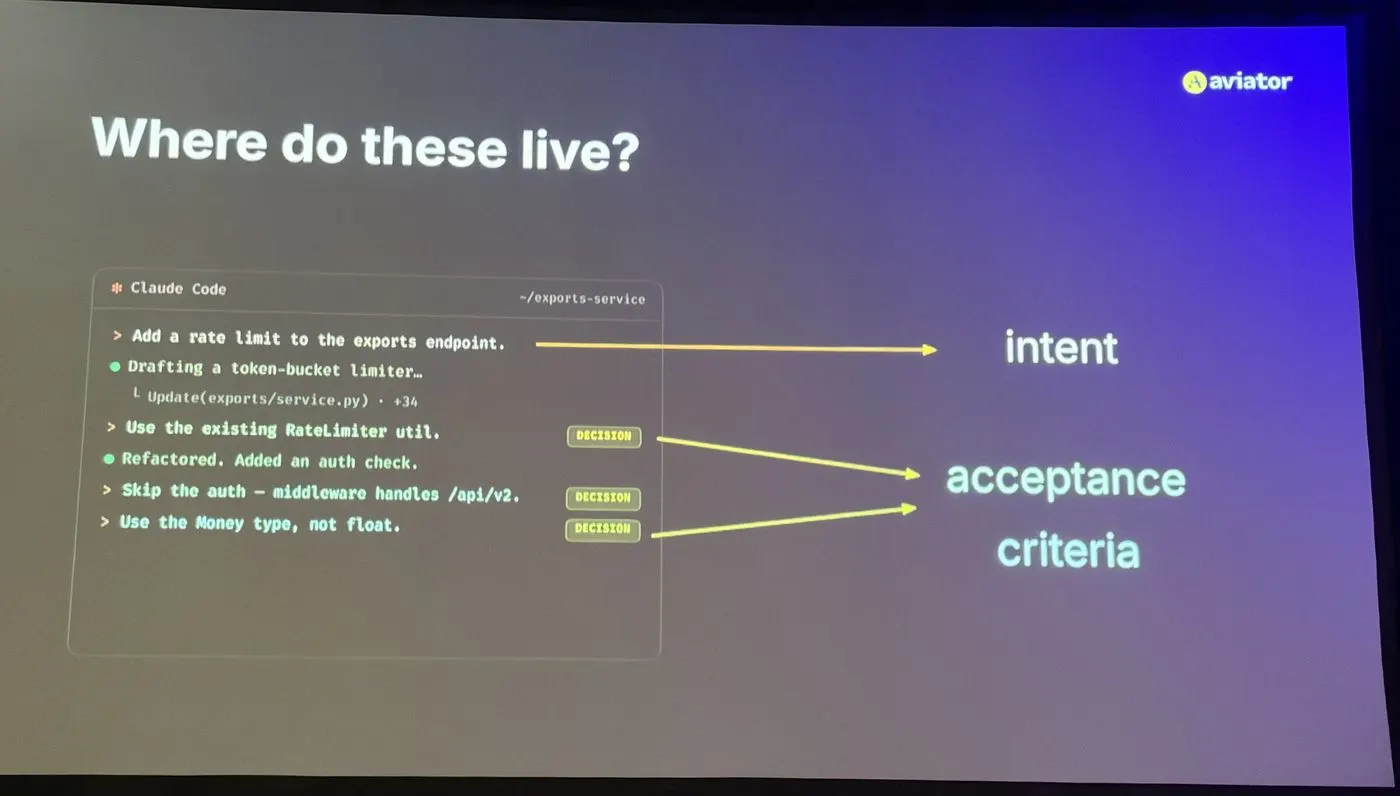 aviator
Where do these live?
✻ Claude Code
~/exports-service
> Add a rate limit to the exports endpoint.
● Drafting a token-bucket limiter…
└ Update(exports/service.py) · +34
> Use the existing RateLimiter util.
DECISION
● Refactored. Added an auth check.
> Skip the auth — middleware handles /api/v2.
DECISION
> Use the Money type, not float.
DECISION
intent
acceptance
criteria